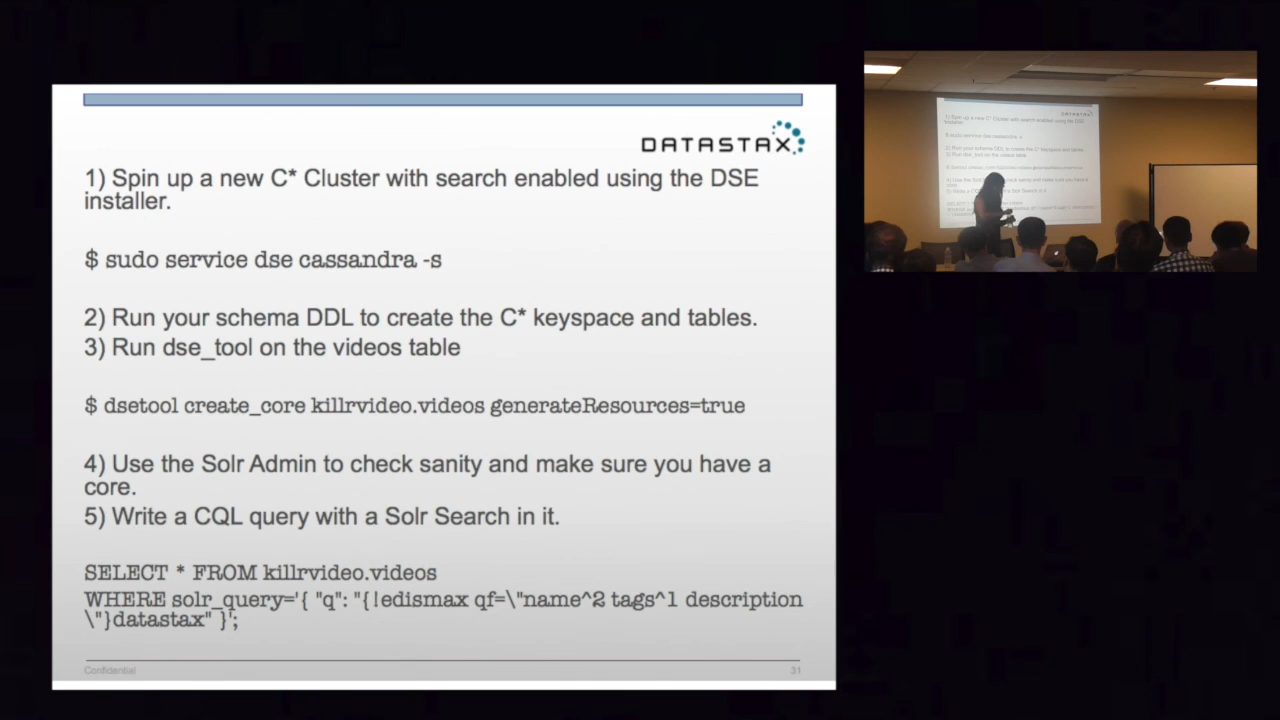 DATASTAX
1) Spin up a new C* Cluster with search enabled using the DSE
installer.
$ sudo service dse cassandra -s
2) Run your schema DDL to create the C* keyspace and tables.
3) Run dse_tool on the videos table
$ dsetool create_core killrvideo.videos generateResources=true
4) Use the Solr Admin to check sanity and make sure you have a
core.
5) Write a CQL query with a Solr Search in it.
SELECT * FROM killrvideo.videos
WHERE solr_query='{ "q": "{!edismax qf=\"name^2 tags^1 description
\"}datastax" }';
Confidential
31